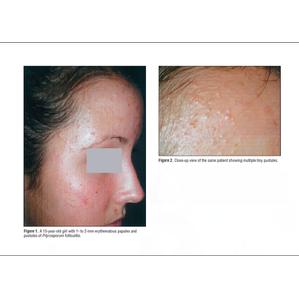 Figure 1. A 15-year-old girl with 1- to 2-mm erythematous papules and
pustules of Pityrosporum folliculitis.
Figure 2. Close-up view of the same patient showing multiple tiny pustules.